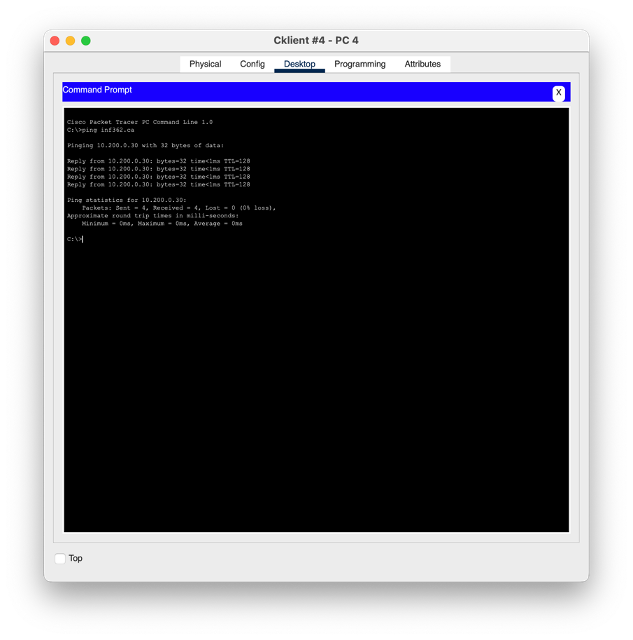 Cklient #4 - PC 4
Physical Config Desktop Programming Attributes
Command Prompt
X
Cisco Packet Tracer PC Command Line 1.0
C:\>ping inf362.ca
Pinging 10.200.0.30 with 32 bytes of data:
Reply from 10.200.0.30: bytes=32 time<1ms TTL=128
Reply from 10.200.0.30: bytes=32 time<1ms TTL=128
Reply from 10.200.0.30: bytes=32 time<1ms TTL=128
Reply from 10.200.0.30: bytes=32 time<1ms TTL=128
Ping statistics for 10.200.0.30:
Packets: Sent = 4, Received = 4, Lost = 0 (0% loss),
Approximate round trip times in milli-seconds:
Minimum = 0ms, Maximum = 0ms, Average = 0ms
C:\>
Top